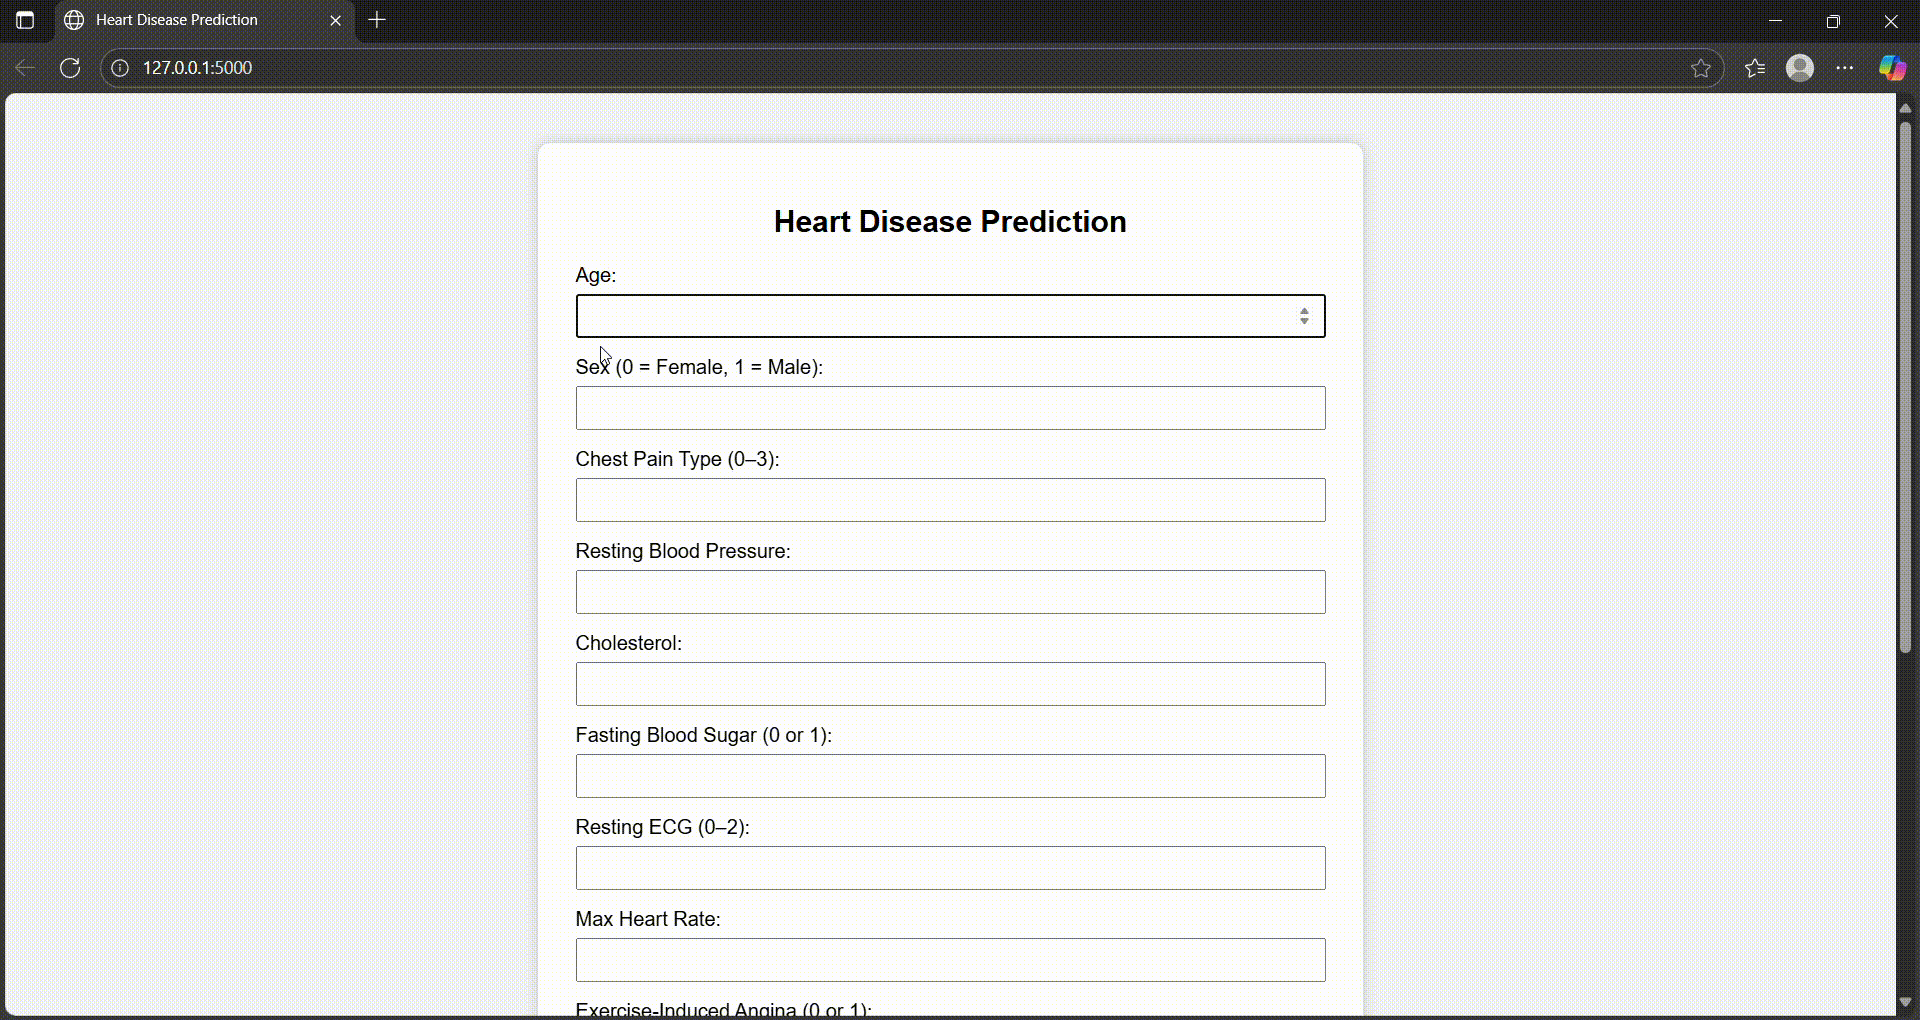 Heart Disease Prediction
127.0.0.1:5000
Heart Disease Prediction
Age:
Sex (0 = Female, 1 = Male):
Chest Pain Type (0–3):
Resting Blood Pressure:
Cholesterol:
Fasting Blood Sugar (0 or 1):
Resting ECG (0–2):
Max Heart Rate:
Exercise-Induced Angina (0 or 1):